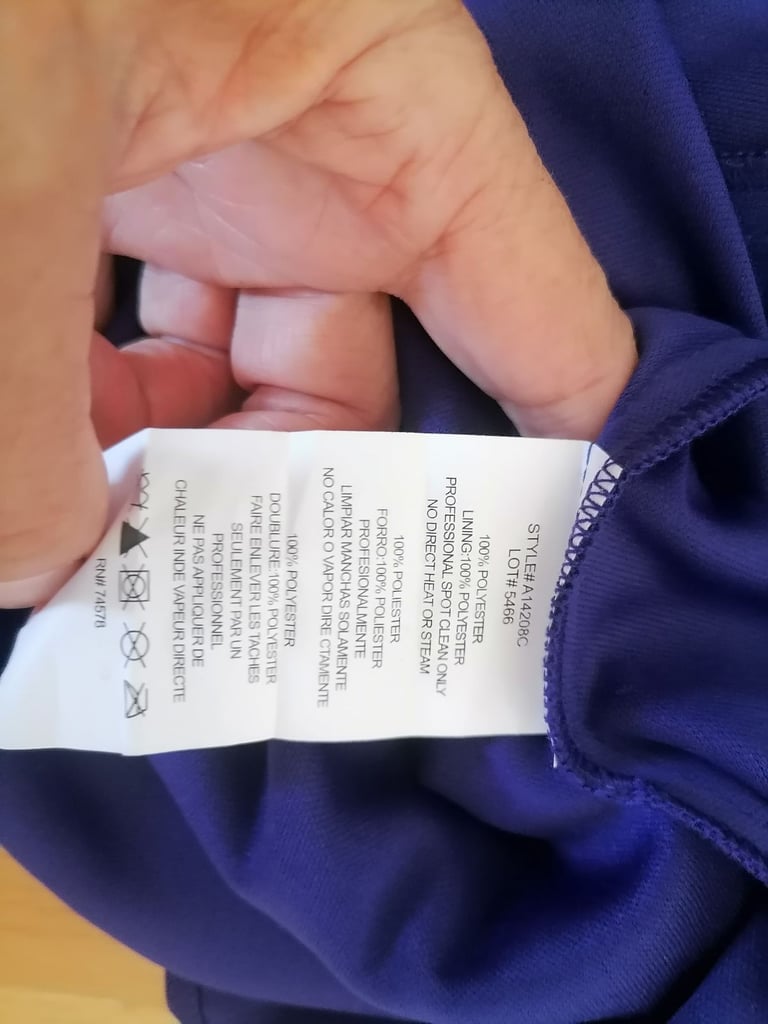 STYLE# A14208C
LOT# 5466
100% POLYESTER
LINING:100% POLYESTER
PROFESSIONAL SPOT CLEAN ONLY
NO DIRECT HEAT OR STEAM
100% POLIESTER
FORRO:100% POLIESTER
PROFESIONALMENTE
LIMPIAR MANCHAS SOLAMENTE
NO CALOR O VAPOR DIRE CTAMENTE
100% POLYESTER
DOUBLURE:100% POLYESTER
FAIRE ENLEVER LES TACHES
SEULEMENT PAR UN
PROFESSIONNEL
NE PAS APPLIQUER DE
CHALEUR INDE VAPEUR DIRECTE
RN# 74578